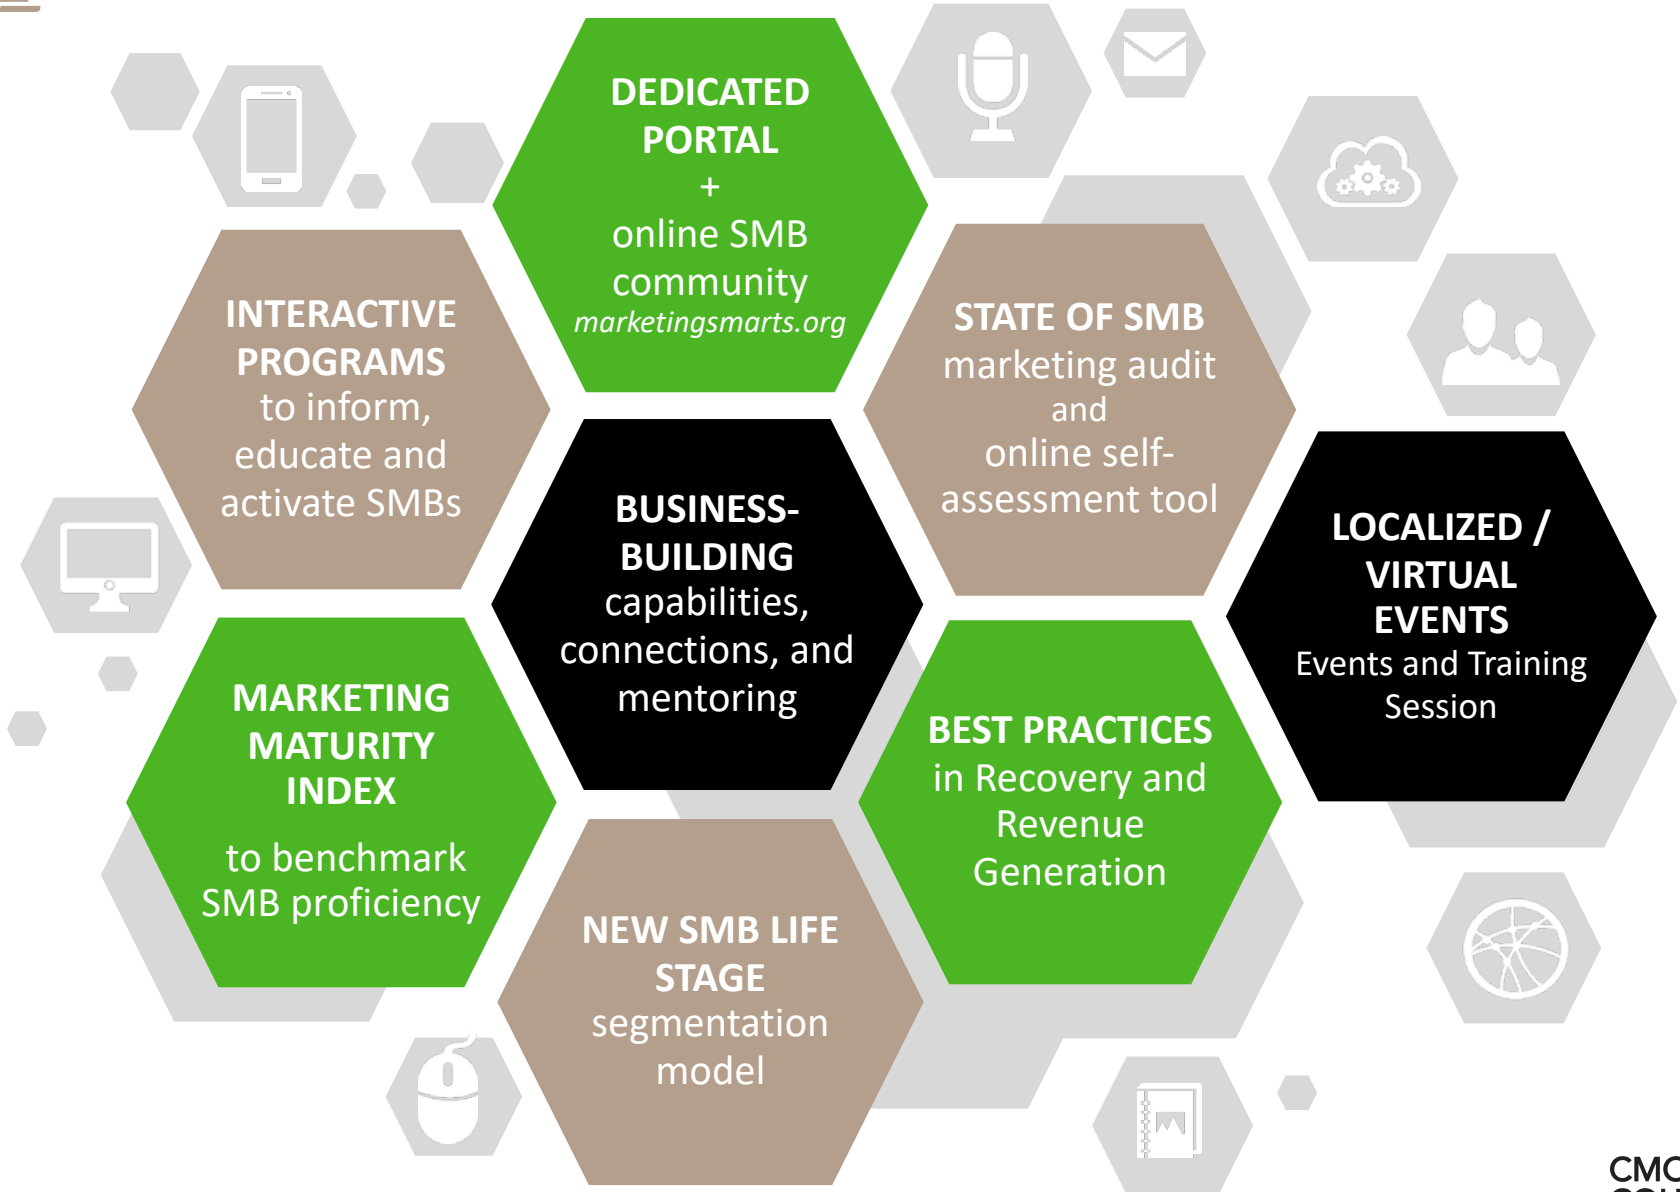 DEDICATED
PORTAL
+
online SMB
community
marketingsmarts.org
INTERACTIVE
PROGRAMS
to inform,
educate and
activate SMBs
STATE OF SMB
marketing audit
and
online self-
assessment tool
BUSINESS-
BUILDING
capabilities,
connections, and
mentoring
LOCALIZED /
VIRTUAL
EVENTS
Events and Training
Session
MARKETING
MATURITY
INDEX
to benchmark
SMB proficiency
BEST PRACTICES
in Recovery and
Revenue
Generation
NEW SMB LIFE
STAGE
segmentation
model